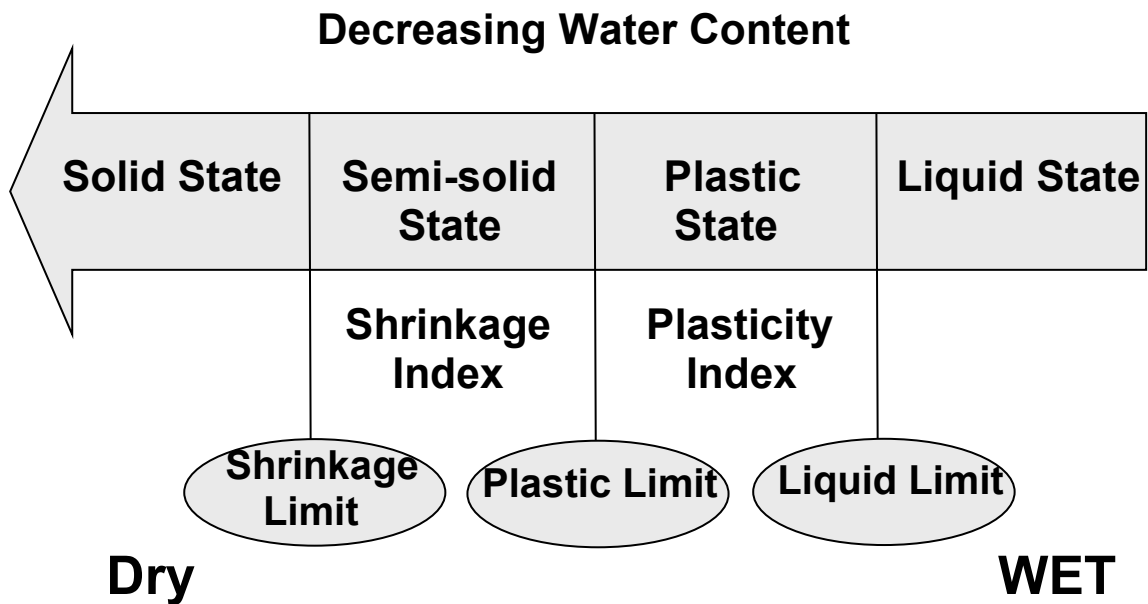 Decreasing Water Content
Solid State
Semi-solid
State
Plastic
State
Liquid State
Shrinkage
Index
Plasticity
Index
Shrinkage
Limit
Plastic Limit
Liquid Limit
Dry
WET